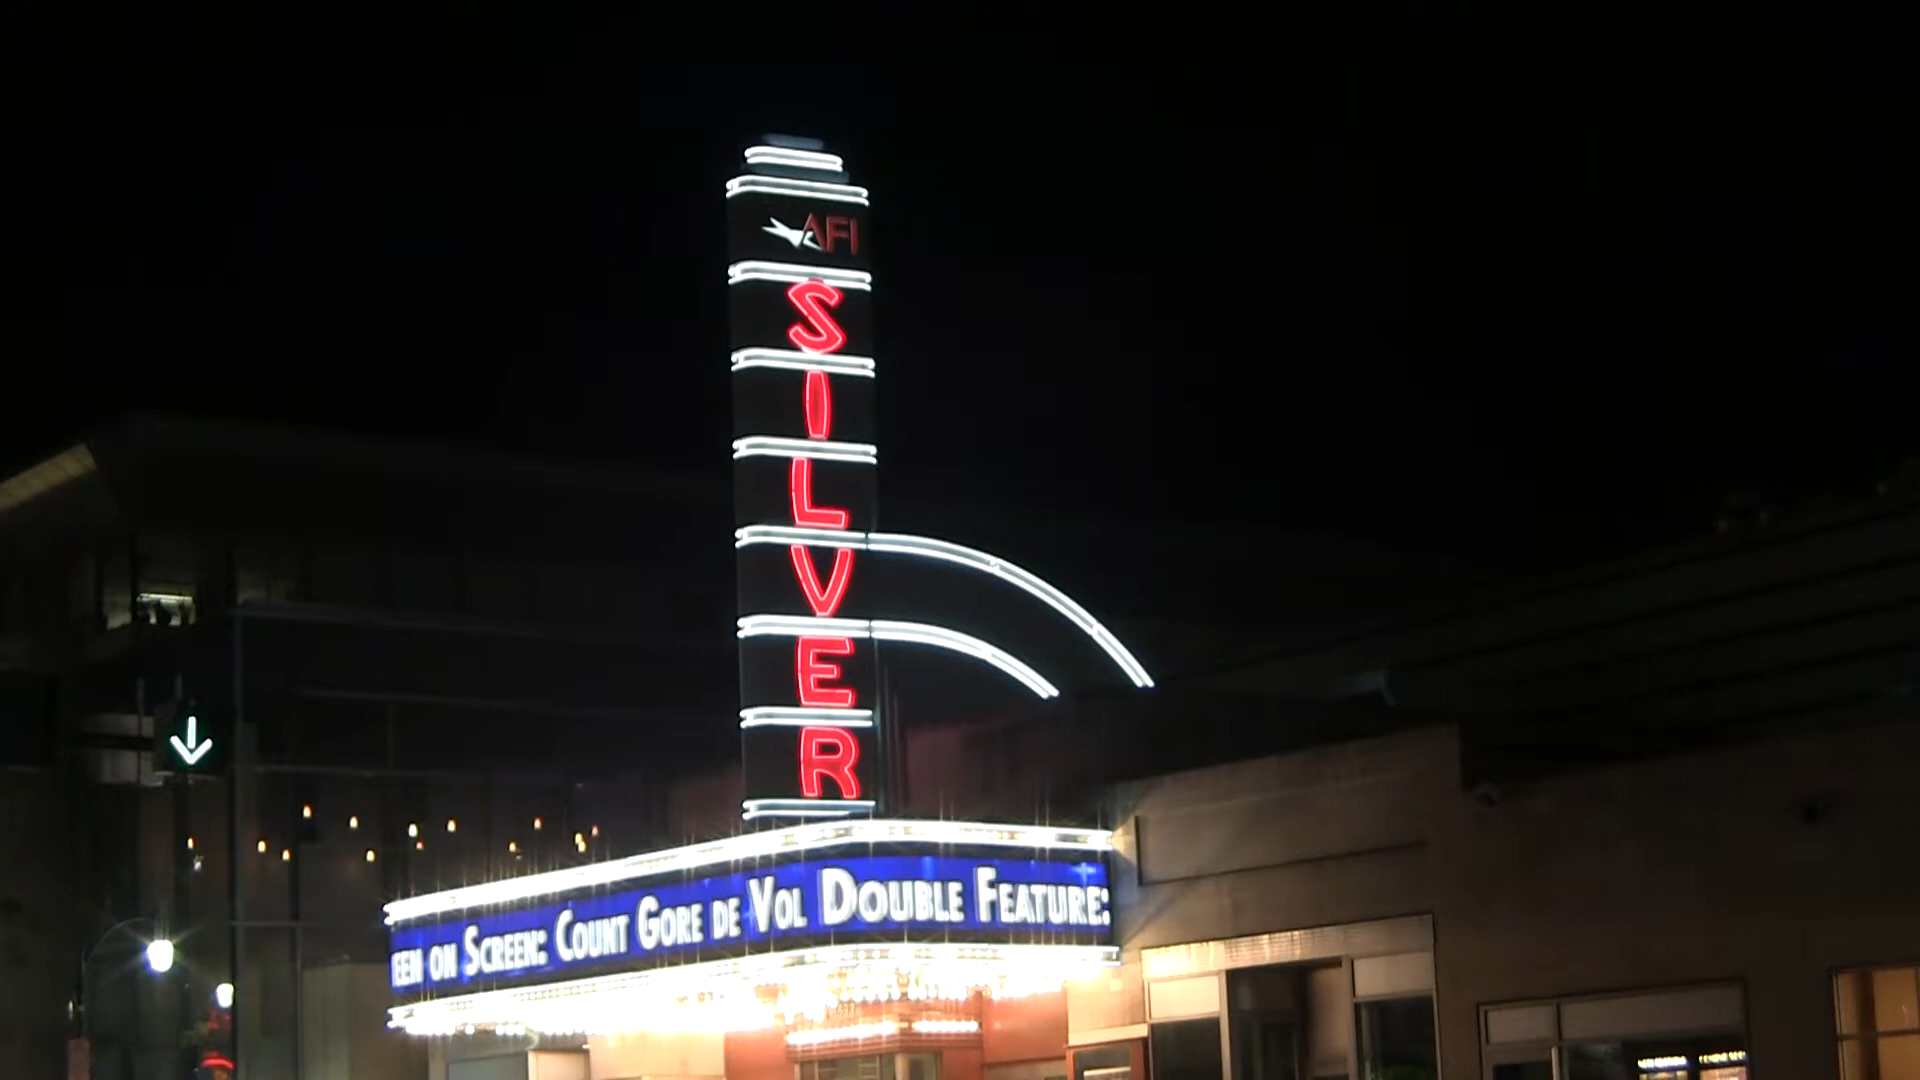 AFI
SILVER
EEN ON SCREEN: COUNT GORE DE VOL DOUBLE FEATURE: